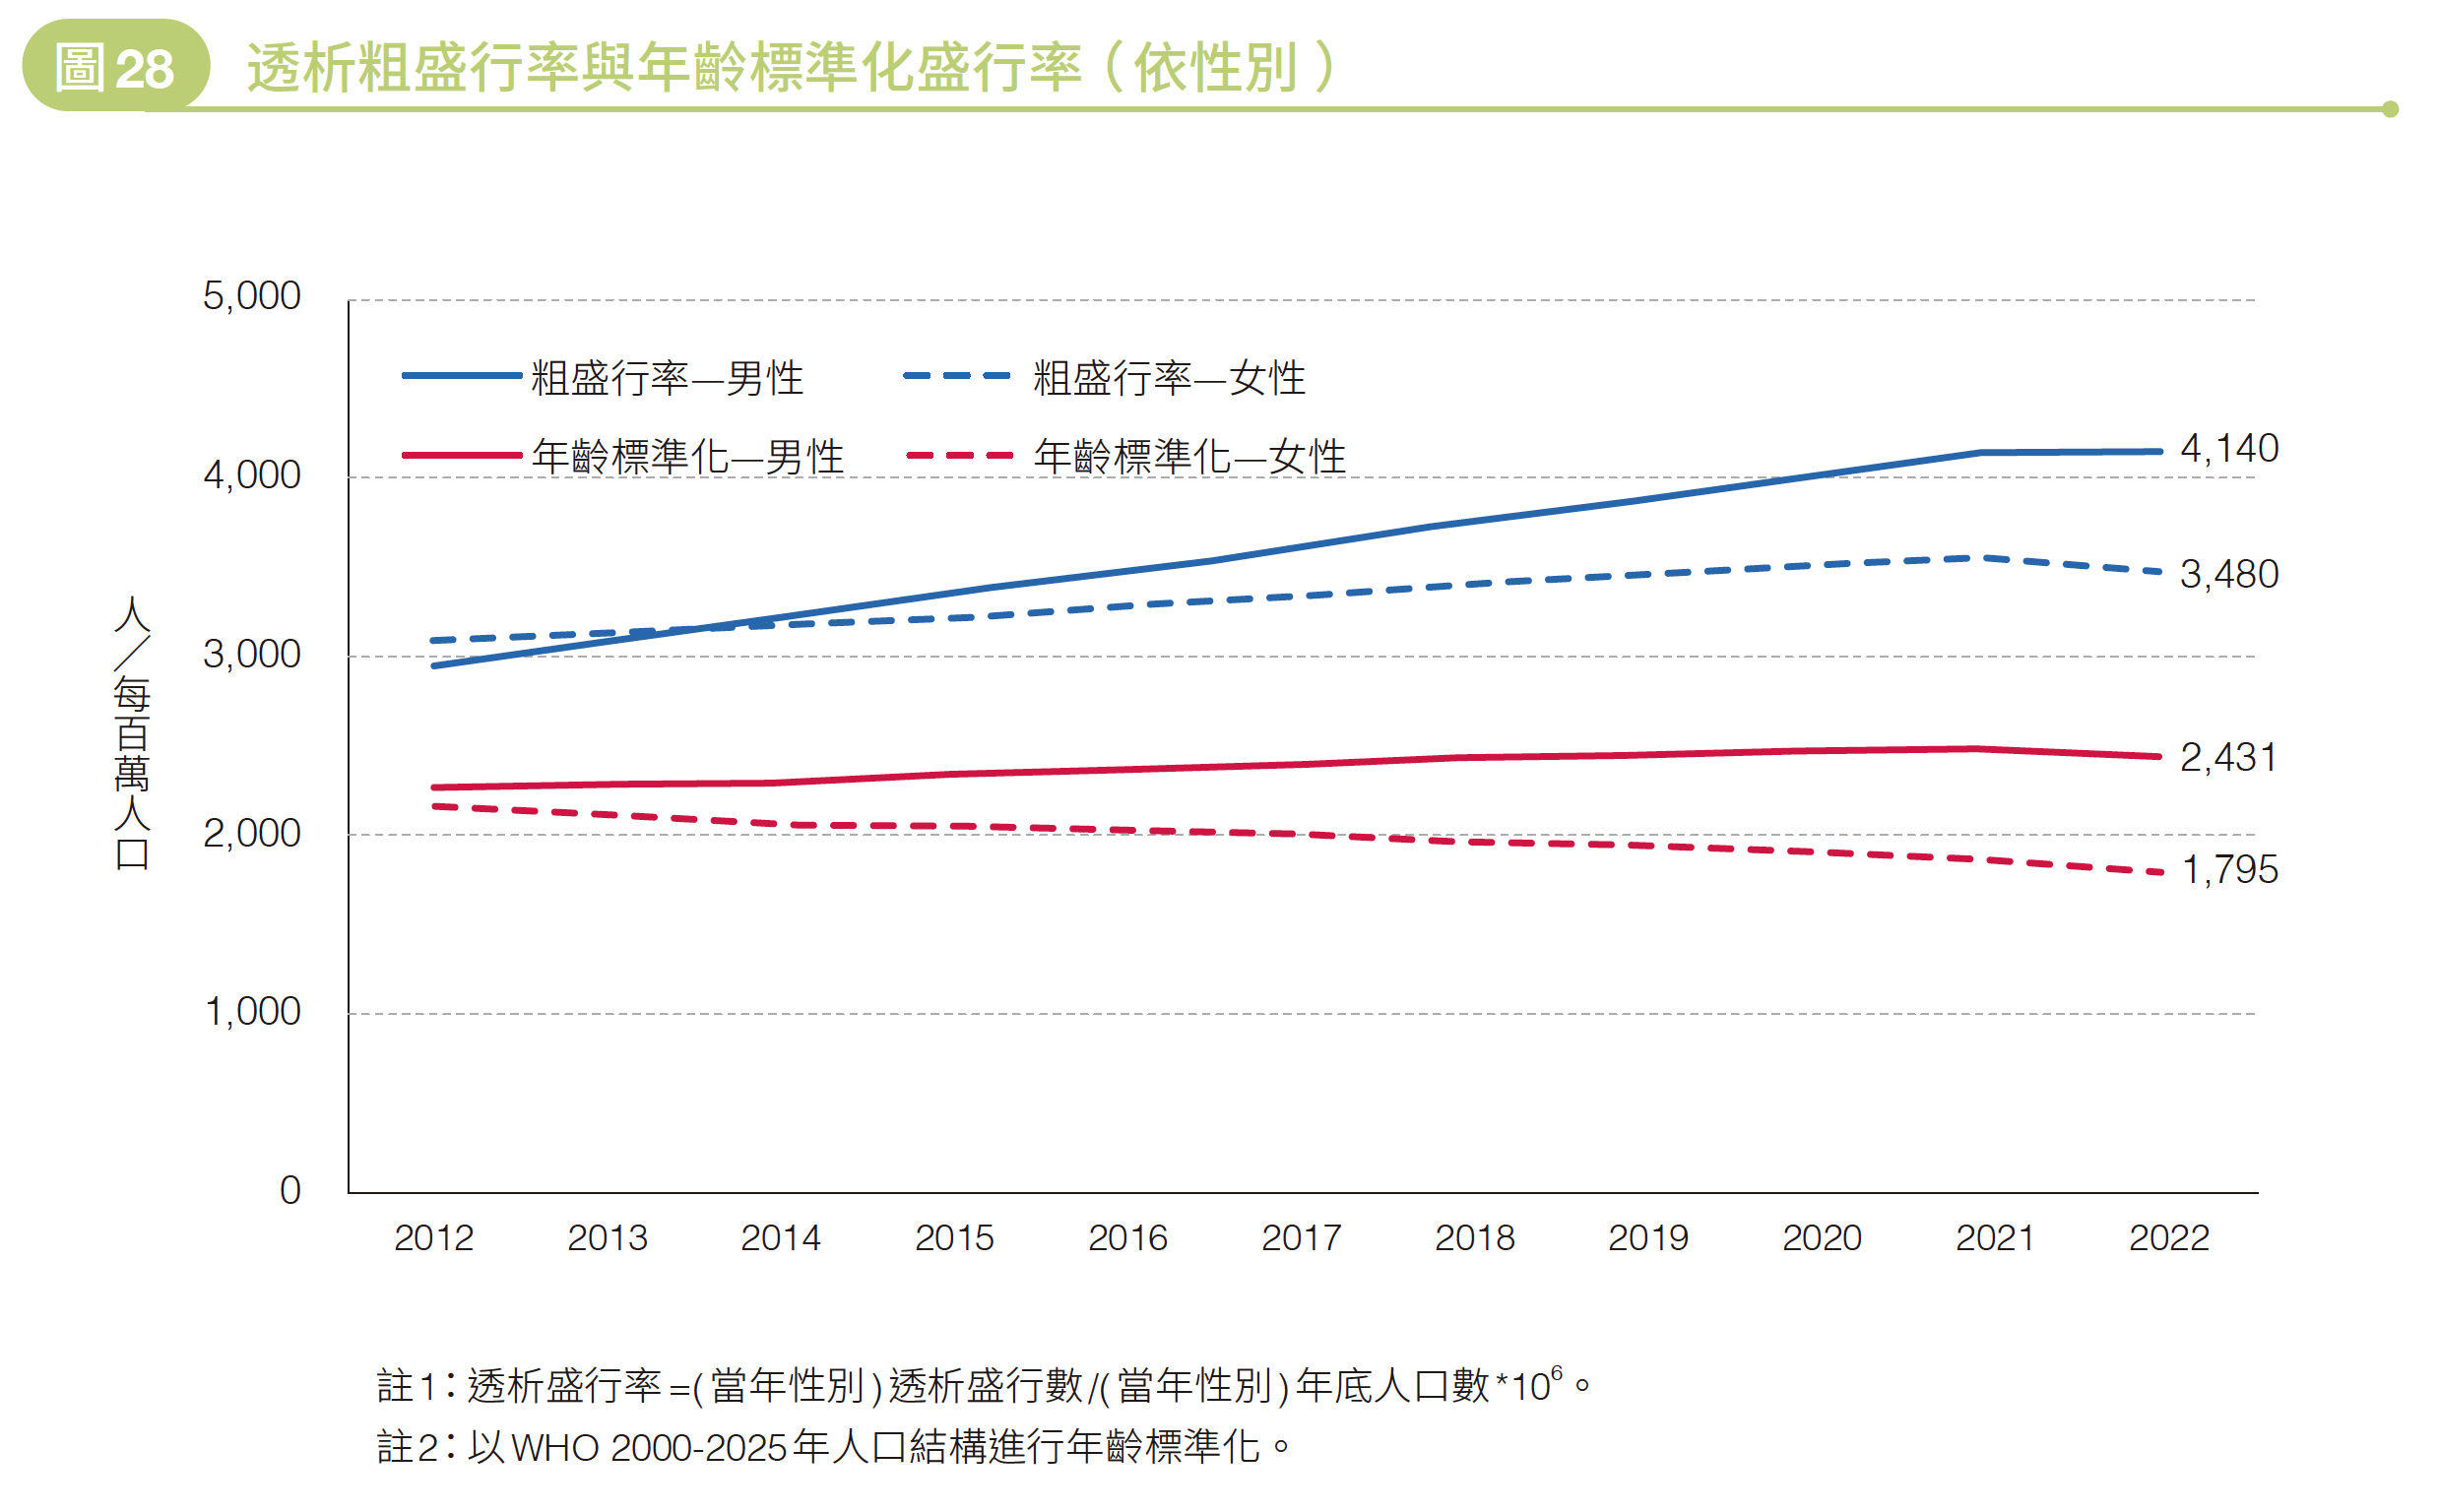 圖28 透析粗盛行率與年齡標準化盛行率（依性別）
5,000
粗盛行率—男性 粗盛行率—女性
年齡標準化—男性 年齡標準化—女性
4,140
4,000
3,480
3,000
人／每百萬人口
2,431
2,000
1,795
1,000
0
2012 2013 2014 2015 2016 2017 2018 2019 2020 2021 2022
註1：透析盛行率=(當年性別)透析盛行數/(當年性別)年底人口數*10⁶。
註2：以WHO 2000-2025年人口結構進行年齡標準化。